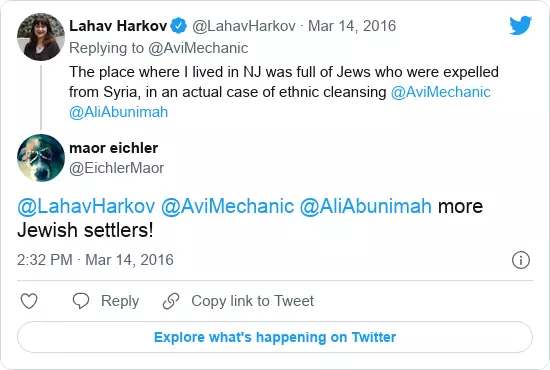 Lahav Harkov @LahavHarkov · Mar 14, 2016
Replying to @AviMechanic
The place where I lived in NJ was full of Jews who were expelled
from Syria, in an actual case of ethnic cleansing @AviMechanic
@AliAbunimah
maor eichler
@EichlerMaor
@LahavHarkov @AviMechanic @AliAbunimah more
Jewish settlers!
2:32 PM · Mar 14, 2016
Reply Copy link to Tweet
Explore what's happening on Twitter